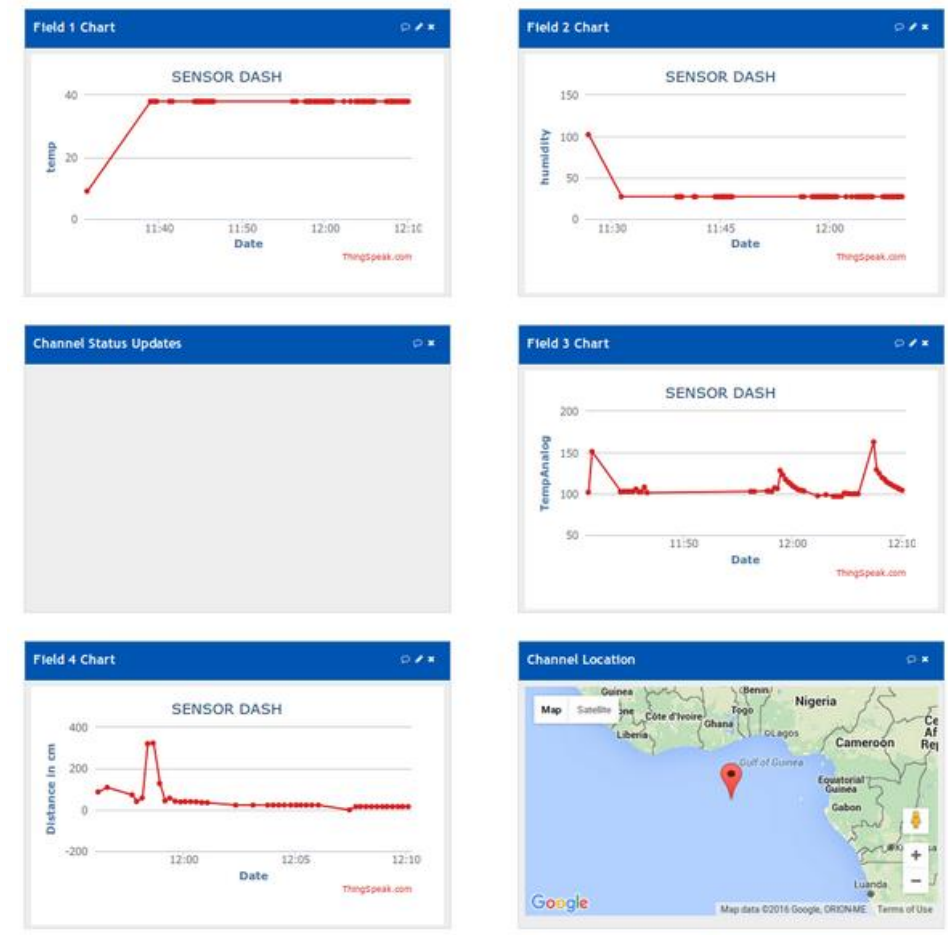 Field 1 Chart
SENSOR DASH
40
20
0
temp
11:40 11:50 12:00 12:10
Date
ThingSpeak.com
Field 2 Chart
SENSOR DASH
150
100
50
0
humidity
11:30 11:45 12:00
Date
ThingSpeak.com
Channel Status Updates
Field 3 Chart
SENSOR DASH
200
150
100
50
TempAnalog
11:50 12:00 12:10
Date
ThingSpeak.com
Field 4 Chart
SENSOR DASH
400
200
0
-200
Distance in cm
12:00 12:05 12:10
Date
ThingSpeak.com
Channel Location
Map Satellite
Guinea
Benin
Nigeria
Côte d'Ivoire
Togo
Ghana
Liberia
Lagos
Cameroon
Gulf of Guinea
Equatorial
Guinea
Gabon
Luanda
+
−
Google
Map data ©2016 Google, ORION-ME Terms of Use